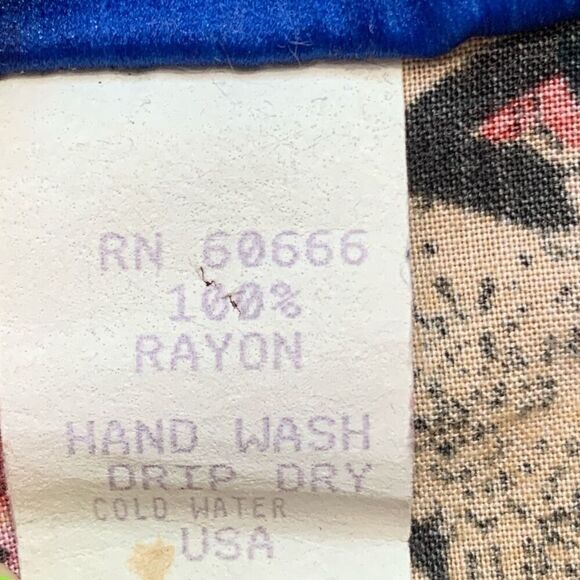 RN 60666
100%
RAYON
HAND WASH
DRIP DRY
COLD WATER
USA